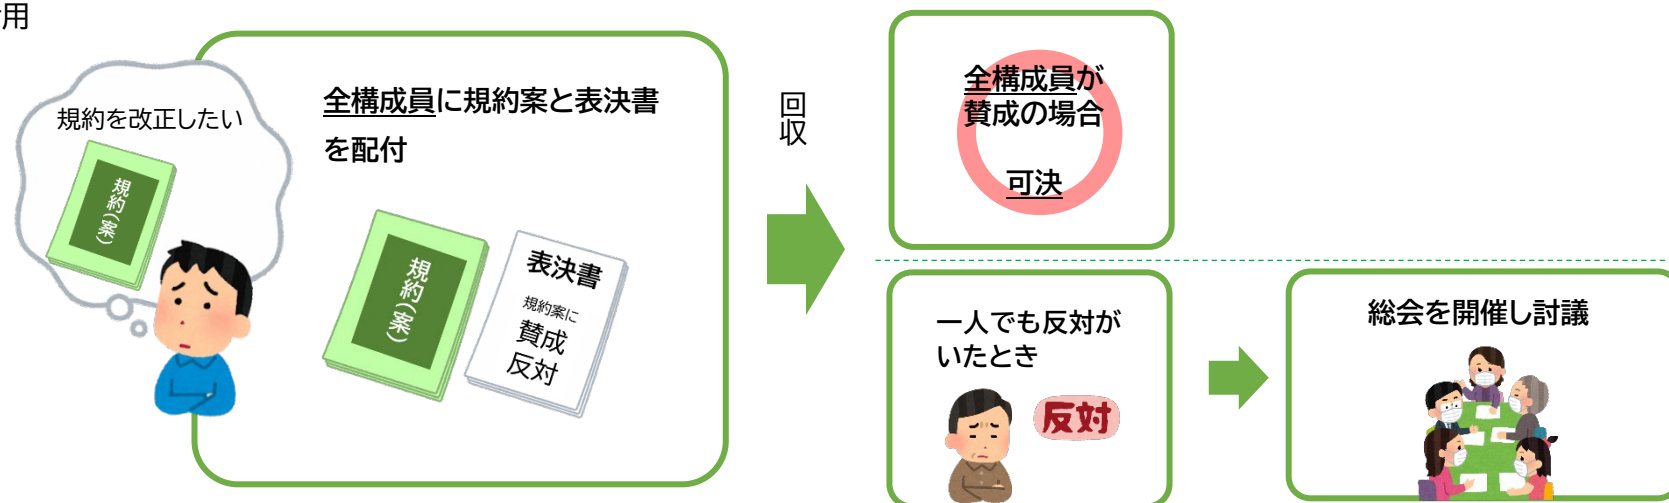 用
規約を改正したい
規約(案)
全構成員に規約案と表決書
を配付
規約(案)
表決書
規約案に
賛成
反対
回収
全構成員が
賛成の場合
可決
一人でも反対が
いたとき
反対
総会を開催し討議